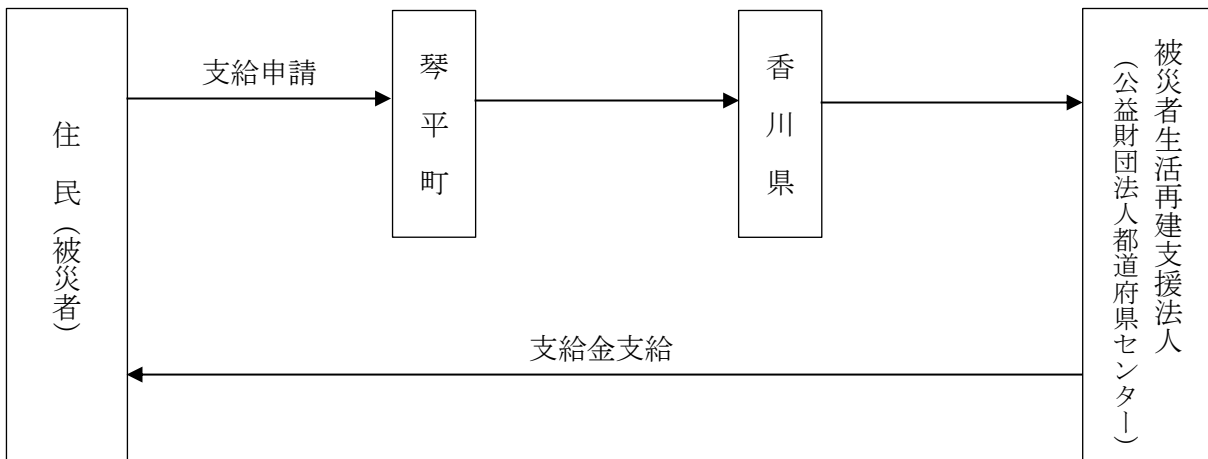 住民（被災者）
支給申請
琴平町
香川県
被災者生活再建支援法人
（公益財団法人都道府県センター）
支給金支給